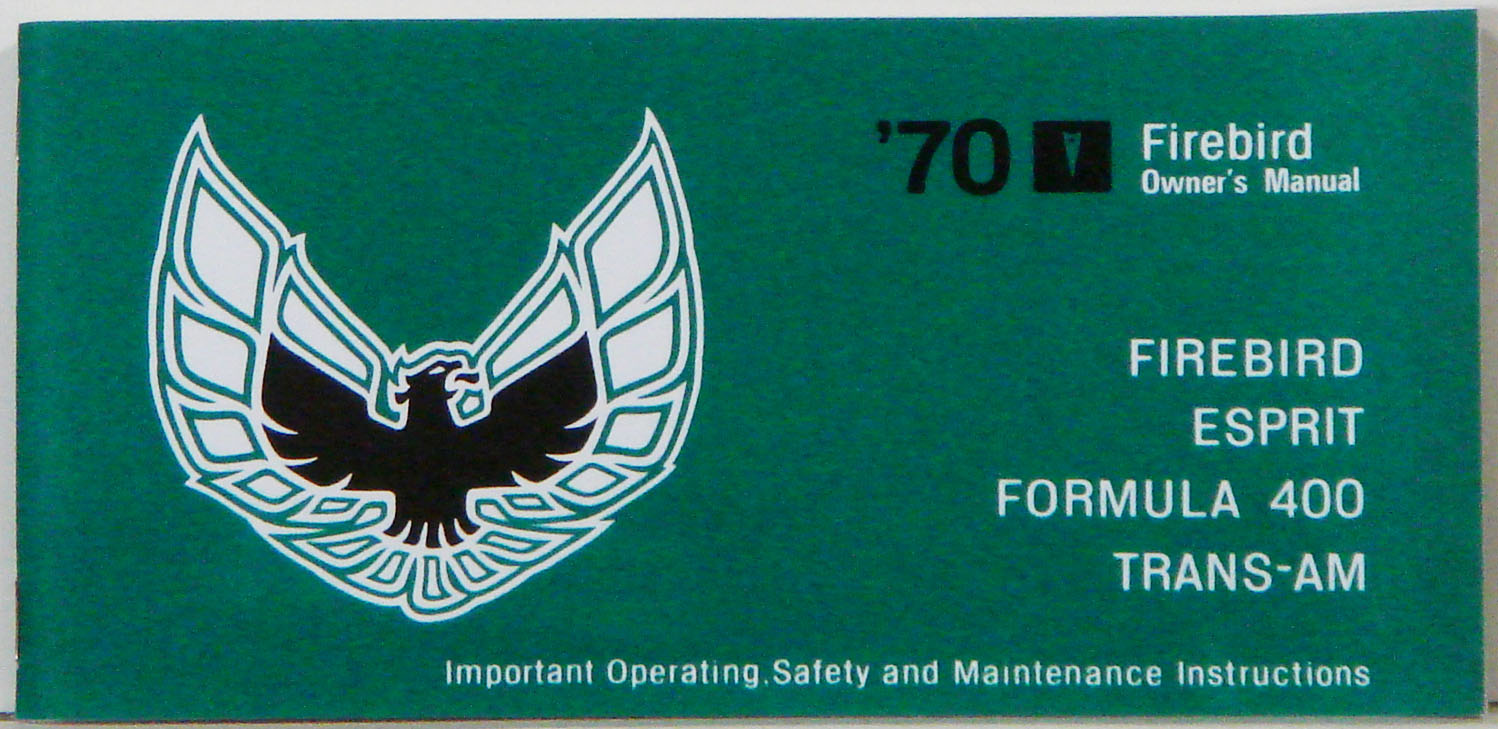 '70 Firebird
Owner's Manual
FIREBIRD
ESPRIT
FORMULA 400
TRANS-AM
Important Operating.Safety and Maintenance Instructions